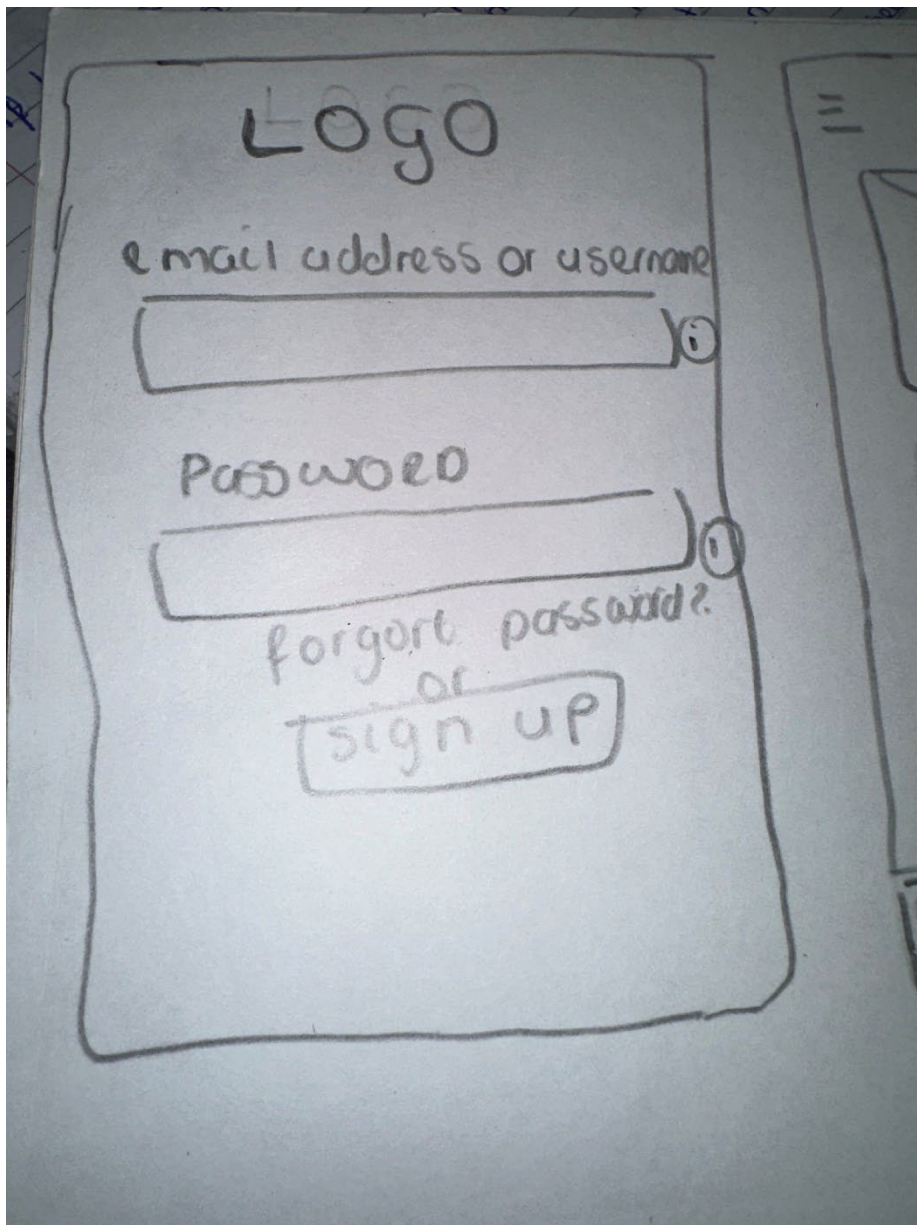 LOGO
email address or username
i
PASSWORD
i
forgort password?
or
sign up